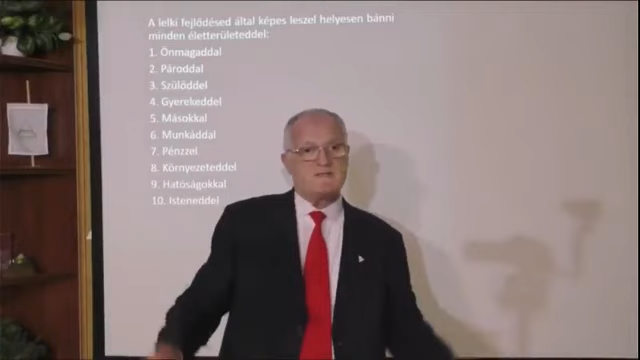 A lelki fejlődésed által képes leszel helyesen bánni
minden életterületeddel:
1. Önmagaddal
2. Pároddal
3. Szülőddel
4. Gyerekeddel
5. Másokkal
6. Munkáddal
7. Pénzzel
8. Környezeteddel
9. Hatóságokkal
10. Isteneddel